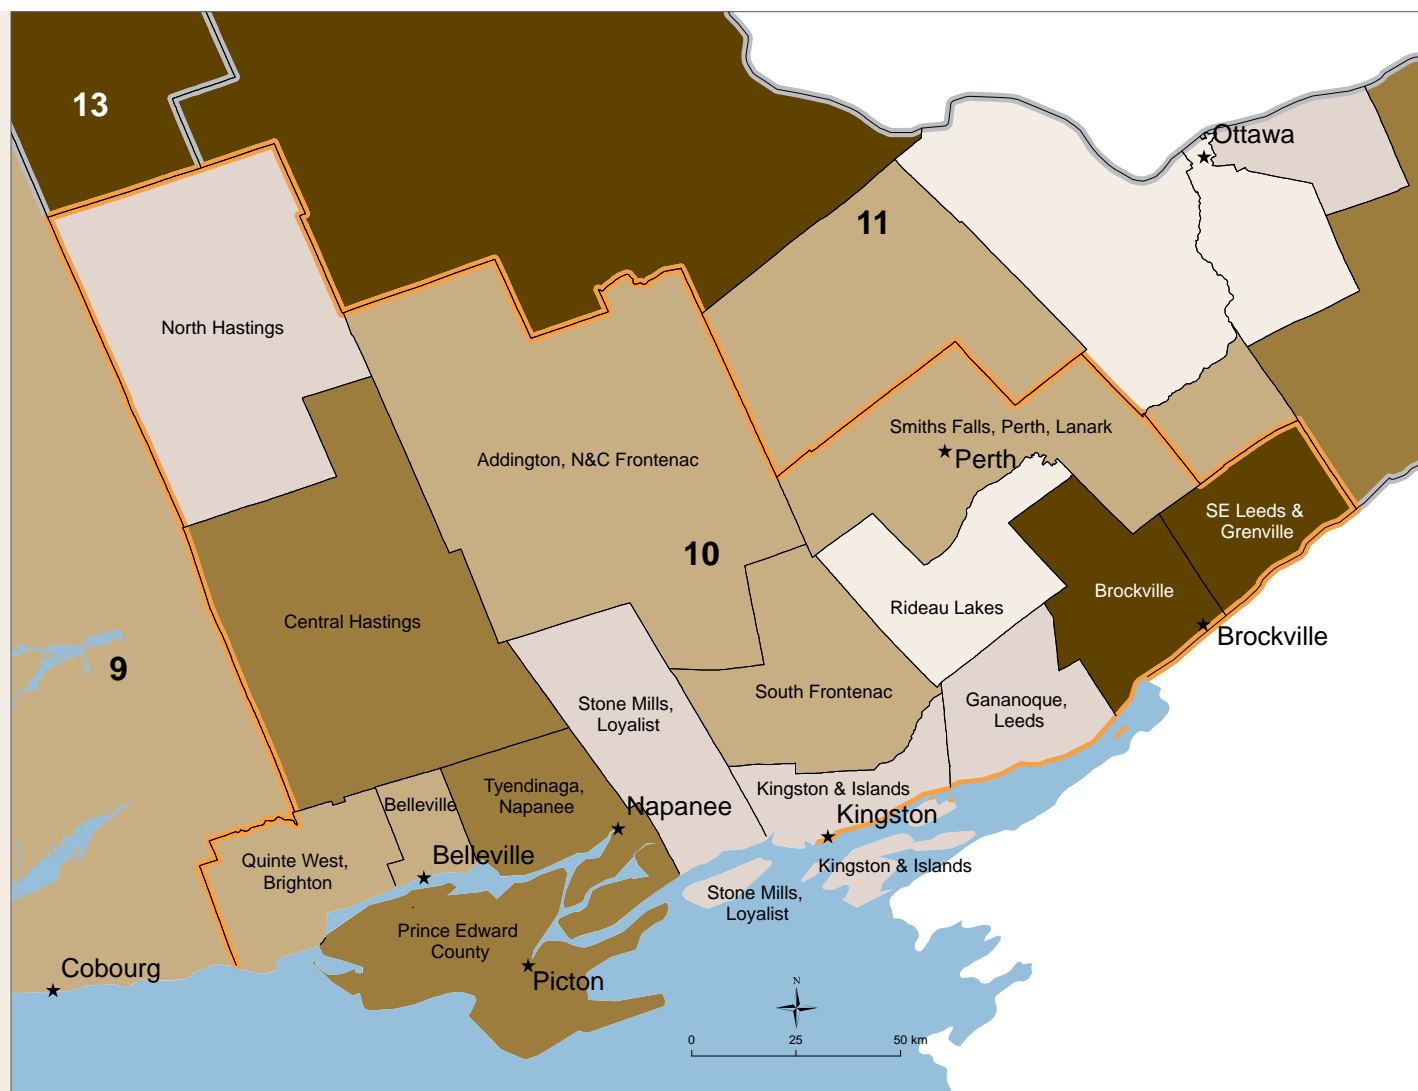 13
Ottawa
11
North Hastings
Smiths Falls, Perth, Lanark
Addington, N&C Frontenac
Perth
SE Leeds &
Grenville
10
Brockville
Rideau Lakes
Central Hastings
Brockville
9
South Frontenac
Gananoque,
Leeds
Stone Mills,
Loyalist
Tyendinaga,
Napanee
Kingston & Islands
Belleville
Napanee
Kingston
Belleville
Quinte West,
Brighton
Kingston & Islands
Stone Mills,
Loyalist
Prince Edward
County
Cobourg
Picton
N
0 25 50 km